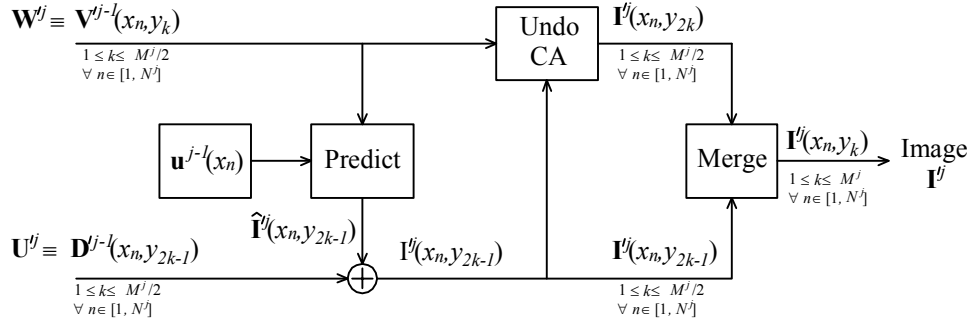 W′ʲ ≡ V′ʲ⁻¹(xₙ,yₖ)
1 ≤ k ≤ Mʲ/2
∀ n∈ [1, Nʲ]
Undo
CA
I′ʲ(xₙ,y₂ₖ)
1 ≤ k ≤ Mʲ/2
∀ n∈ [1, Nʲ]
uʲ⁻¹(xₙ)
Predict
Merge
I′ʲ(xₙ,yₖ)
1 ≤ k ≤ Mʲ
∀ n∈ [1, Nʲ]
Image
I′ʲ
Î′ʲ(xₙ,y₂ₖ₋₁)
U′ʲ ≡ D′ʲ⁻¹(xₙ,y₂ₖ₋₁)
1 ≤ k ≤ Mʲ/2
∀ n∈ [1, Nʲ]
+
I′ʲ(xₙ,y₂ₖ₋₁)
I′ʲ(xₙ,y₂ₖ₋₁)
1 ≤ k ≤ Mʲ/2
∀ n∈ [1, Nʲ]